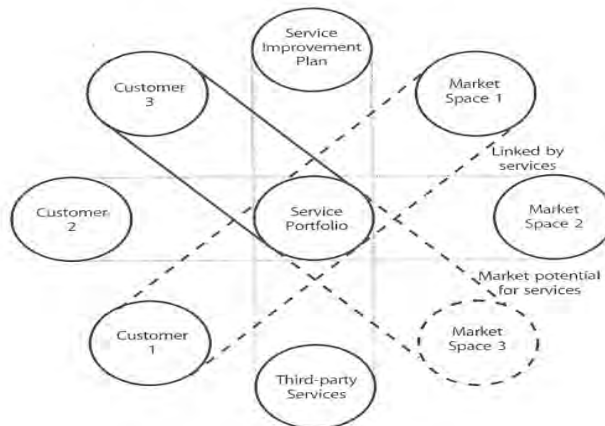 Service
Improvement
Plan
Customer
3
Market
Space 1
Linked by
services
Customer
2
Service
Portfolio
Market
Space 2
Market potential
for services
Customer
1
Market
Space 3
Third-party
Services